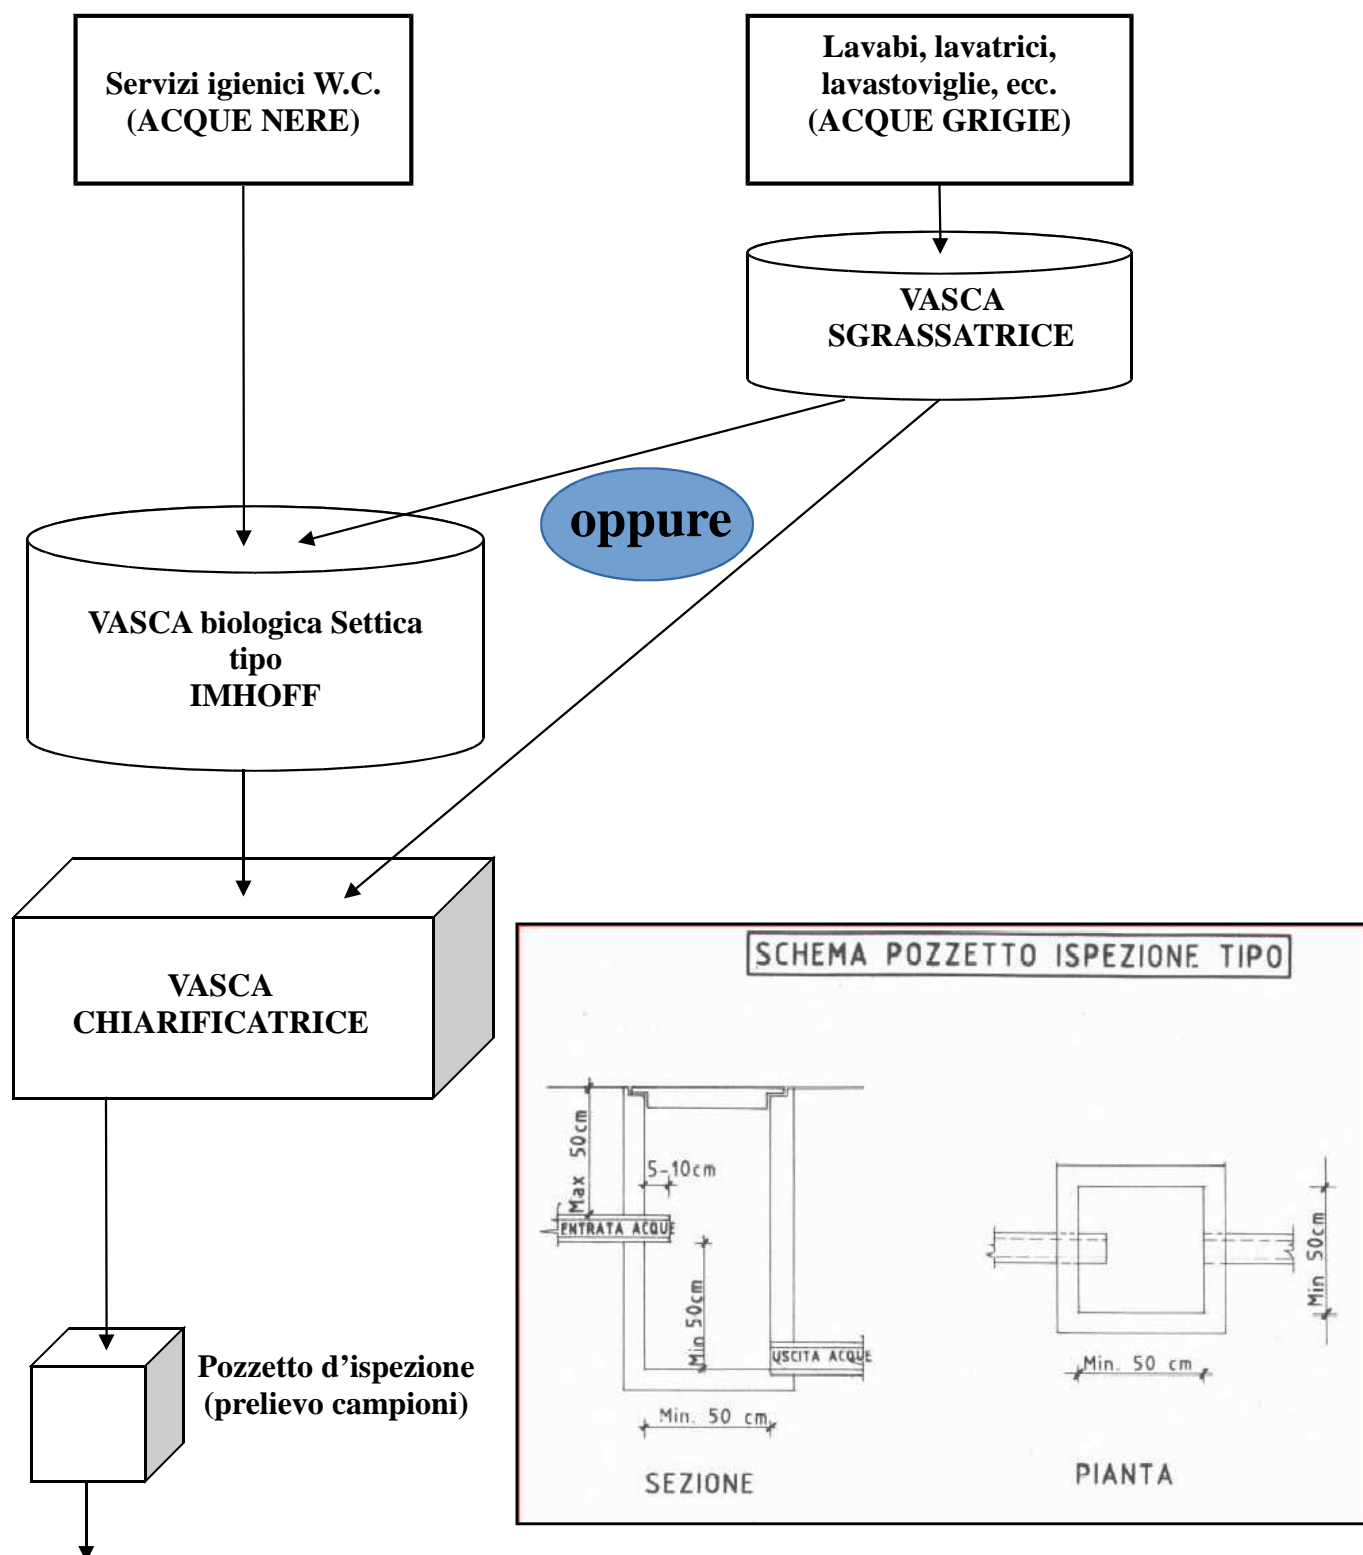 Servizi igienici W.C.
(ACQUE NERE)
Lavabi, lavatrici,
lavastoviglie, ecc.
(ACQUE GRIGIE)
VASCA
SGRASSATRICE
oppure
VASCA biologica Settica
tipo
IMHOFF
VASCA
CHIARIFICATRICE
Pozzetto d’ispezione
(prelievo campioni)
SCHEMA POZZETTO ISPEZIONE TIPO
Max 50cm
5-10cm
ENTRATA ACQUE
Min 50cm
USCITA ACQUE
Min. 50 cm
SEZIONE
Min 50cm
Min. 50 cm
PIANTA